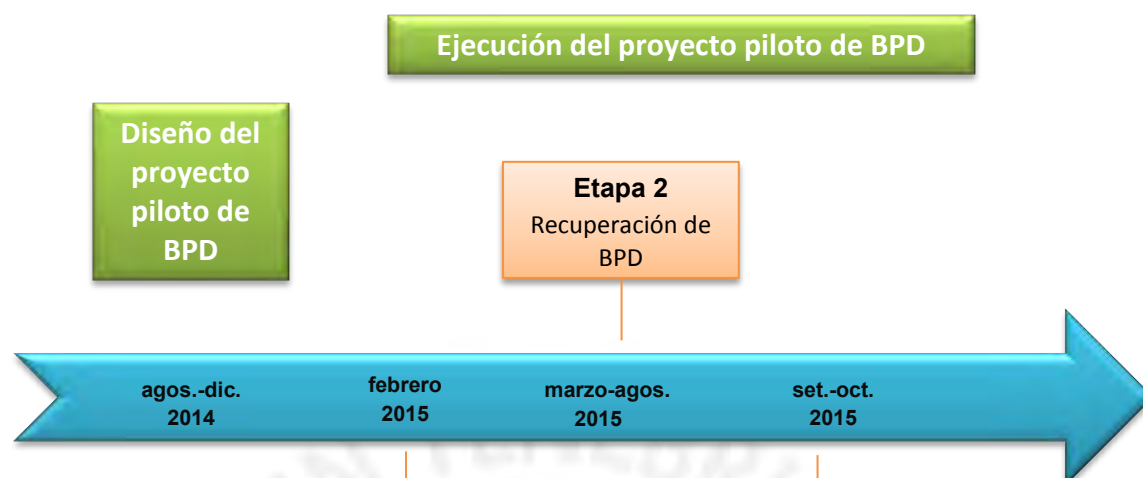 Ejecución del proyecto piloto de BPD
Diseño del
proyecto
piloto de
BPD
Etapa 2
Recuperación de
BPD
agos.-dic.
2014
febrero
2015
marzo-agos.
2015
set.-oct.
2015